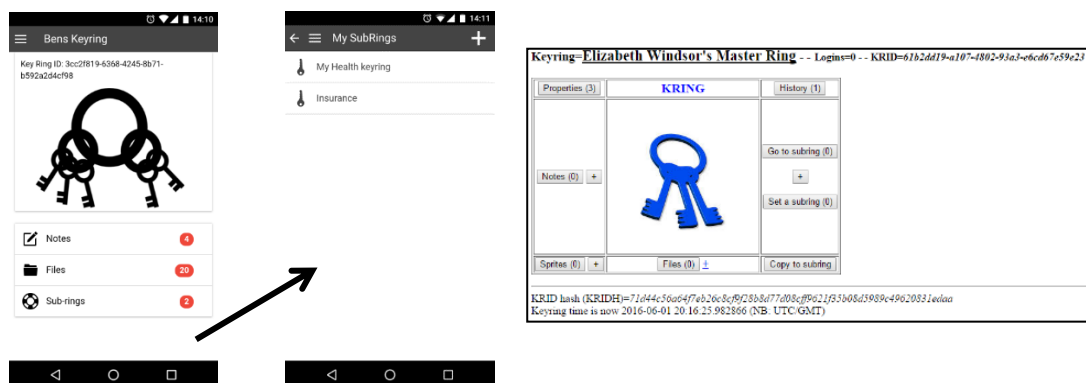 14:10
Bens Keyring
Key Ring ID: 3cc2f819-6368-4245-8b71-
b592a2d4cf98
Notes 4
Files 20
Sub-rings 2
14:11
My SubRings
My Health keyring
Insurance
Keyring=Elizabeth Windsor's Master Ring - - Logins=0 - - KRID=61b2dd19-a107-4802-93a3-e6cd67e59e23
Properties (3) KRING History (1)
Go to subring (0)
Notes (0) + +
Set a subring (0)
Sprites (0) + Files (0) + Copy to subring
KRID hash (KRIDH)=71d44c56a64f7eb26c8cf9f28b8d77d08cff9621f35b08d5989c49620831edaa
Keyring time is now 2016-06-01 20:16:25.982866 (NB: UTC/GMT)